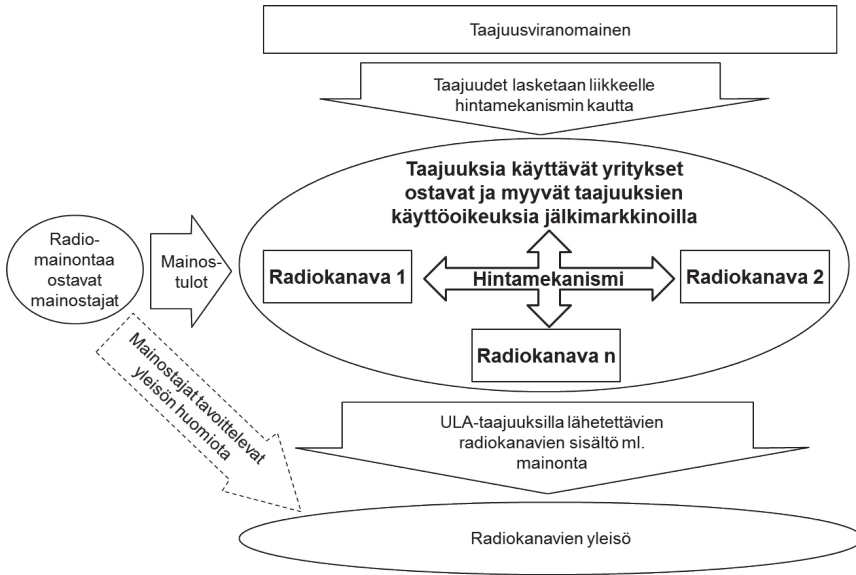 Taajuusviranomainen
Taajuudet lasketaan liikkeelle
hintamekanismin kautta
Taajuuksia käyttävät yritykset
ostavat ja myyvät taajuuksien
käyttöoikeuksia jälkimarkkinoilla
Radio-
mainontaa
ostavat
mainostajat
Mainos-
tulot
Radiokanava 1
Hintamekanismi
Radiokanava 2
Radiokanava n
Mainostajat tavoittelevat
yleisön huomiota
ULA-taajuuksilla lähetettävien
radiokanavien sisältö ml.
mainonta
Radiokanavien yleisö